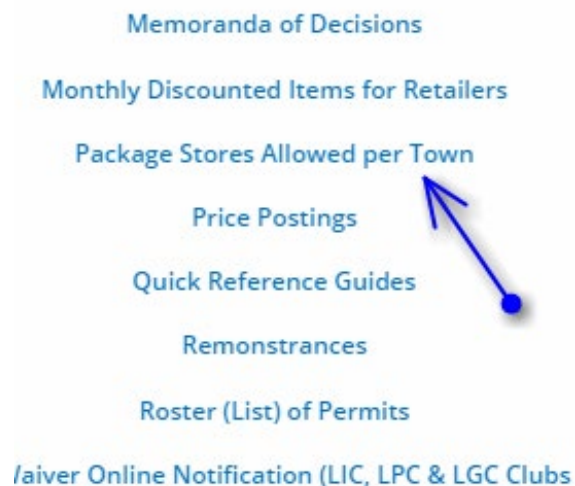 Memoranda of Decisions
Monthly Discounted Items for Retailers
Package Stores Allowed per Town
Price Postings
Quick Reference Guides
Remonstrances
Roster (List) of Permits
Online Notification (LIC, LPC & LGC Clubs